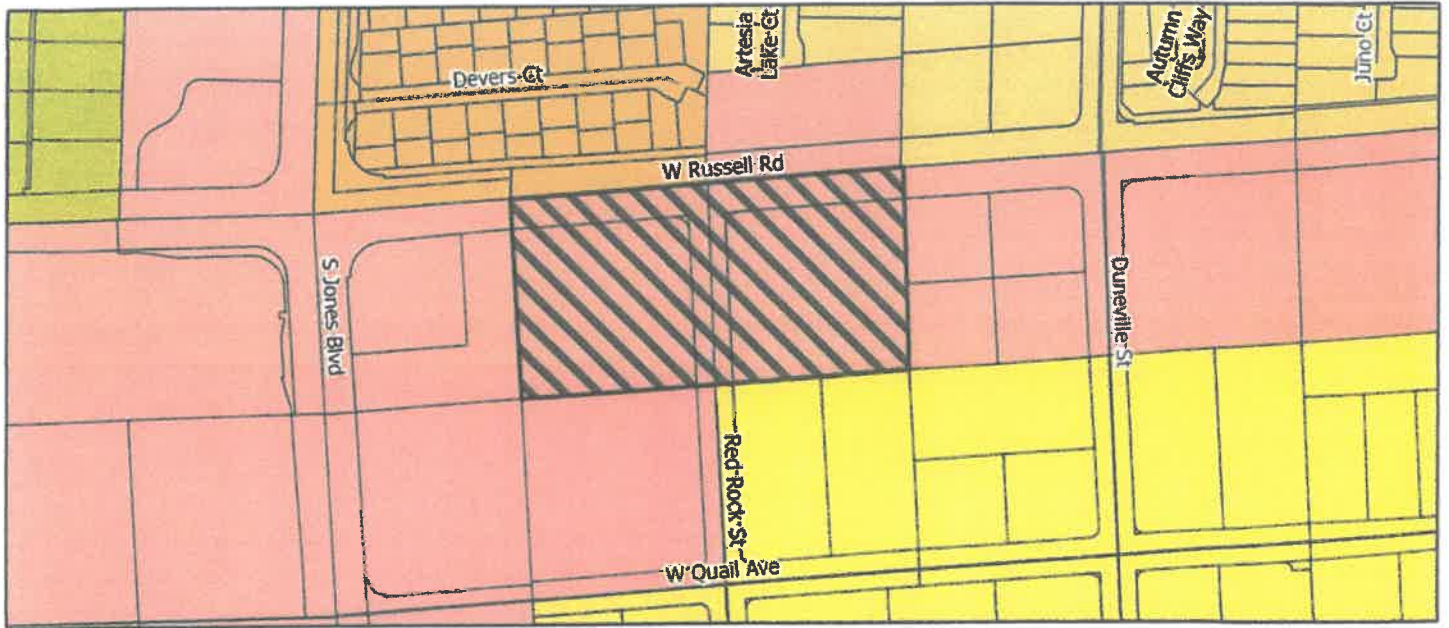 Devers Ct
Artesia
Lake Ct
Autumn
Cliffs Way
Juno Ct
W Russell Rd
S Jones Blvd
Duneville St
Red Rock St
W Quail Ave